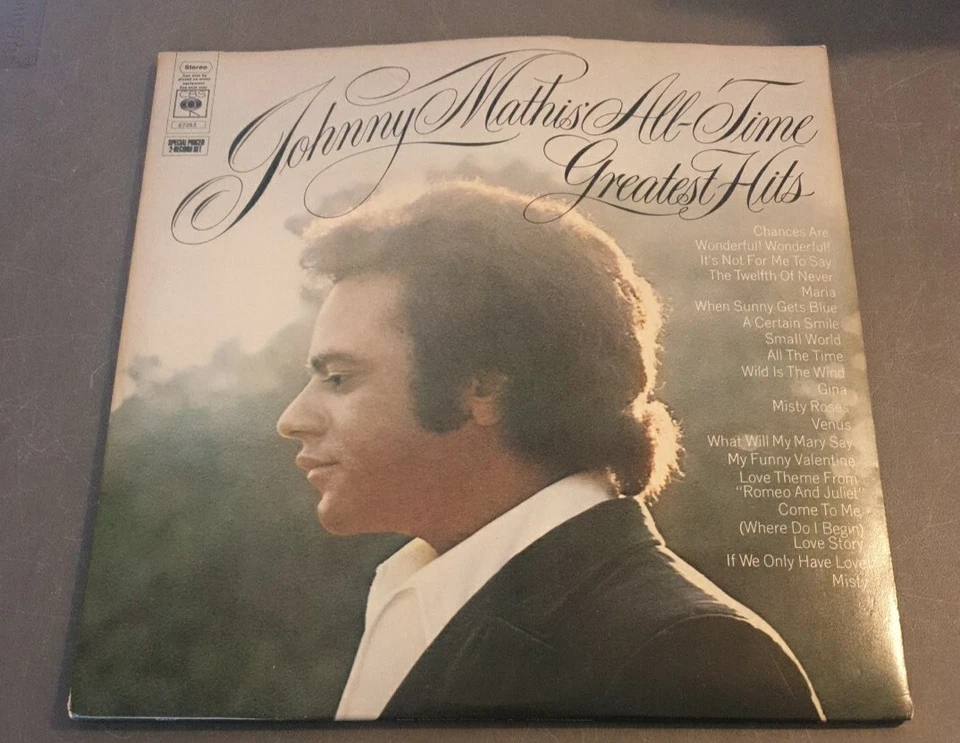 Stereo
CBS
Johnny Mathis' All-Time
Greatest Hits
SPECIAL PRICED
2-RECORD SET
Chances Are
Wonderful! Wonderful!
It's Not For Me To Say
The Twelfth Of Never
Maria
When Sunny Gets Blue
A Certain Smile
Small World
All The Time
Wild Is The Wind
Gina
Misty Roses
Venus
What Will My Mary Say
My Funny Valentine
Love Theme From
"Romeo And Juliet"
Come To Me
(Where Do I Begin)
Love Story
If We Only Have Love
Misty